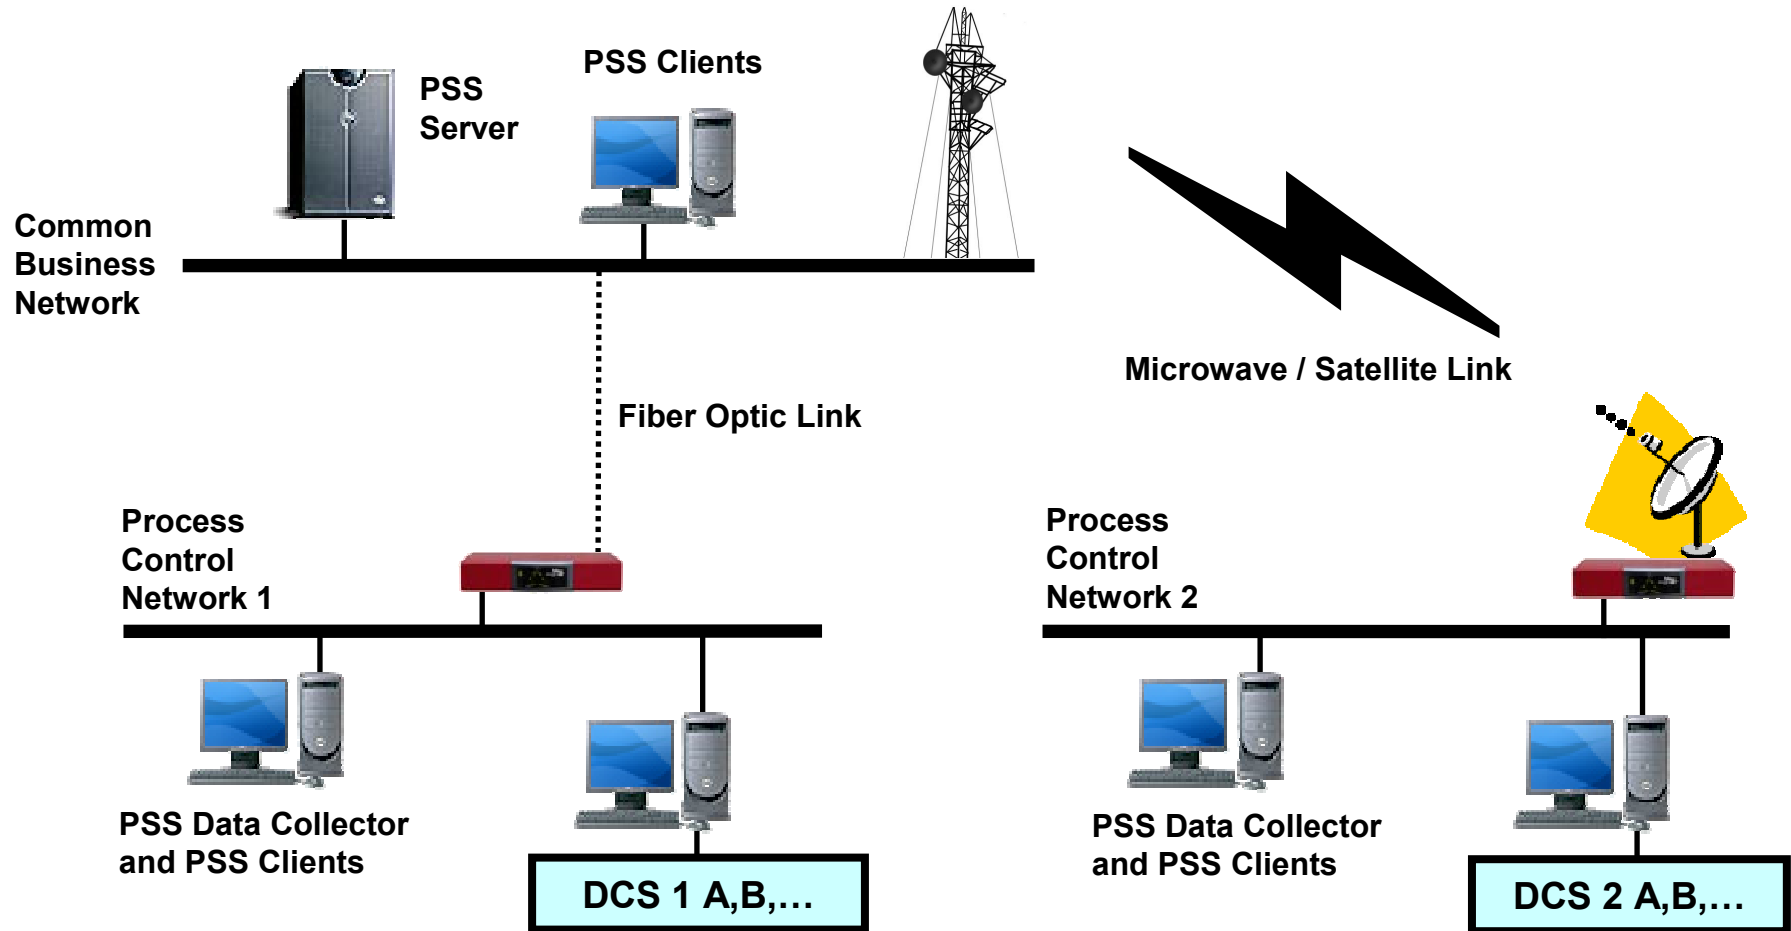 PSS
Server
PSS Clients
Common
Business
Network
Microwave / Satellite Link
Fiber Optic Link
Process
Control
Network 1
Process
Control
Network 2
PSS Data Collector
and PSS Clients
DCS 1 A,B,…
PSS Data Collector
and PSS Clients
DCS 2 A,B,…